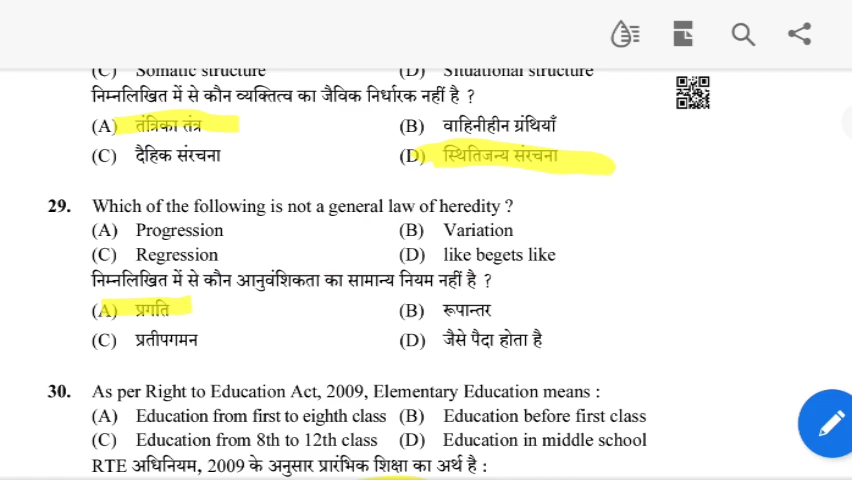 (C) Somatic structure (D) Situational structure
निम्नलिखित में से कौन व्यक्तित्व का जैविक निर्धारक नहीं है ?
(A) तंत्रिका तंत्र (B) वाहिनीहीन ग्रंथियाँ
(C) दैहिक संरचना (D) स्थितिजन्य संरचना
29. Which of the following is not a general law of heredity ?
(A) Progression (B) Variation
(C) Regression (D) like begets like
निम्नलिखित में से कौन आनुवंशिकता का सामान्य नियम नहीं है ?
(A) प्रगति (B) रूपान्तर
(C) प्रतीपगमन (D) जैसे पैदा होता है
30. As per Right to Education Act, 2009, Elementary Education means :
(A) Education from first to eighth class (B) Education before first class
(C) Education from 8th to 12th class (D) Education in middle school
RTE अधिनियम, 2009 के अनुसार प्रारंभिक शिक्षा का अर्थ है :